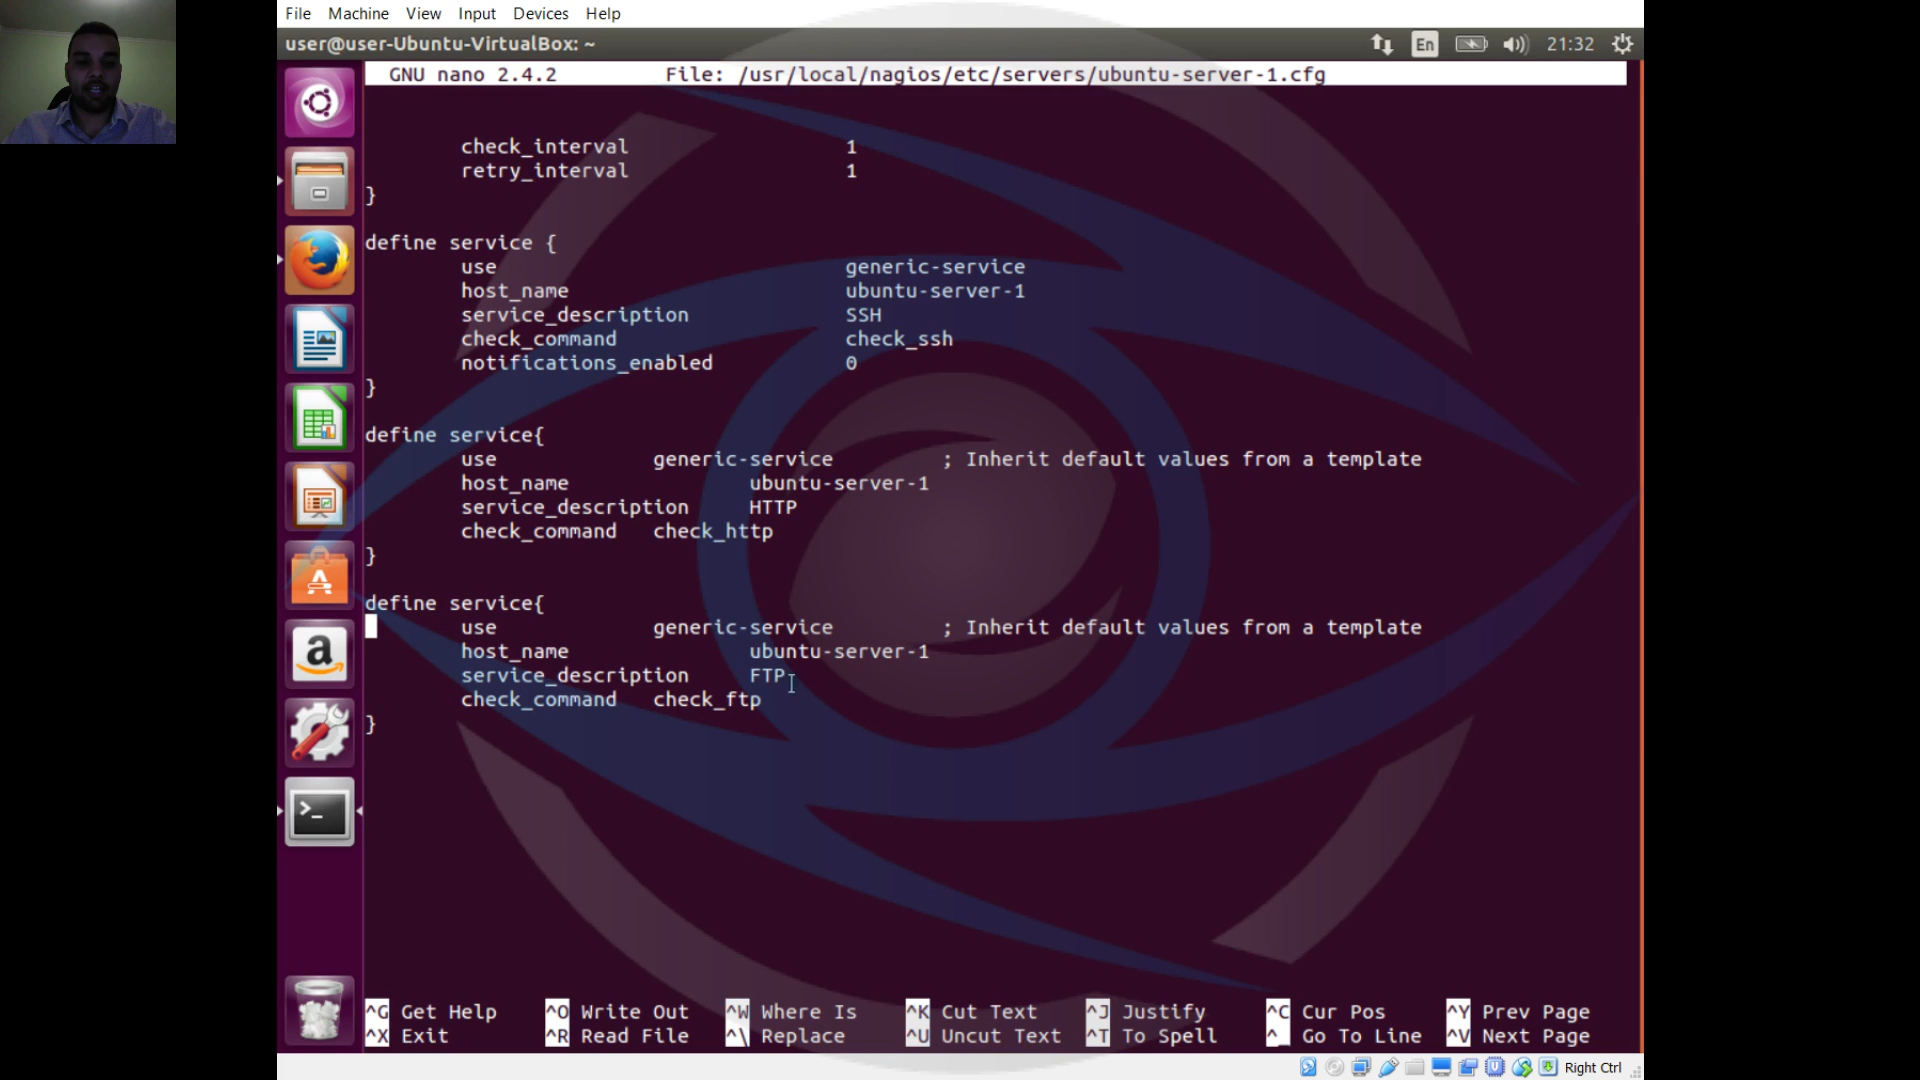 File Machine View Input Devices Help
user@user-Ubuntu-VirtualBox: ~ En 21:32
GNU nano 2.4.2 File: /usr/local/nagios/etc/servers/ubuntu-server-1.cfg
check_interval 1
retry_interval 1
}
define service {
use generic-service
host_name ubuntu-server-1
service_description SSH
check_command check_ssh
notifications_enabled 0
}
define service{
use generic-service ; Inherit default values from a template
host_name ubuntu-server-1
service_description HTTP
check_command check_http
}
define service{
use generic-service ; Inherit default values from a template
host_name ubuntu-server-1
service_description FTP
check_command check_ftp
}
^G Get Help ^O Write Out ^W Where Is ^K Cut Text ^J Justify ^C Cur Pos ^Y Prev Page
^X Exit ^R Read File ^\ Replace ^U Uncut Text ^T To Spell ^_ Go To Line ^V Next Page
Right Ctrl